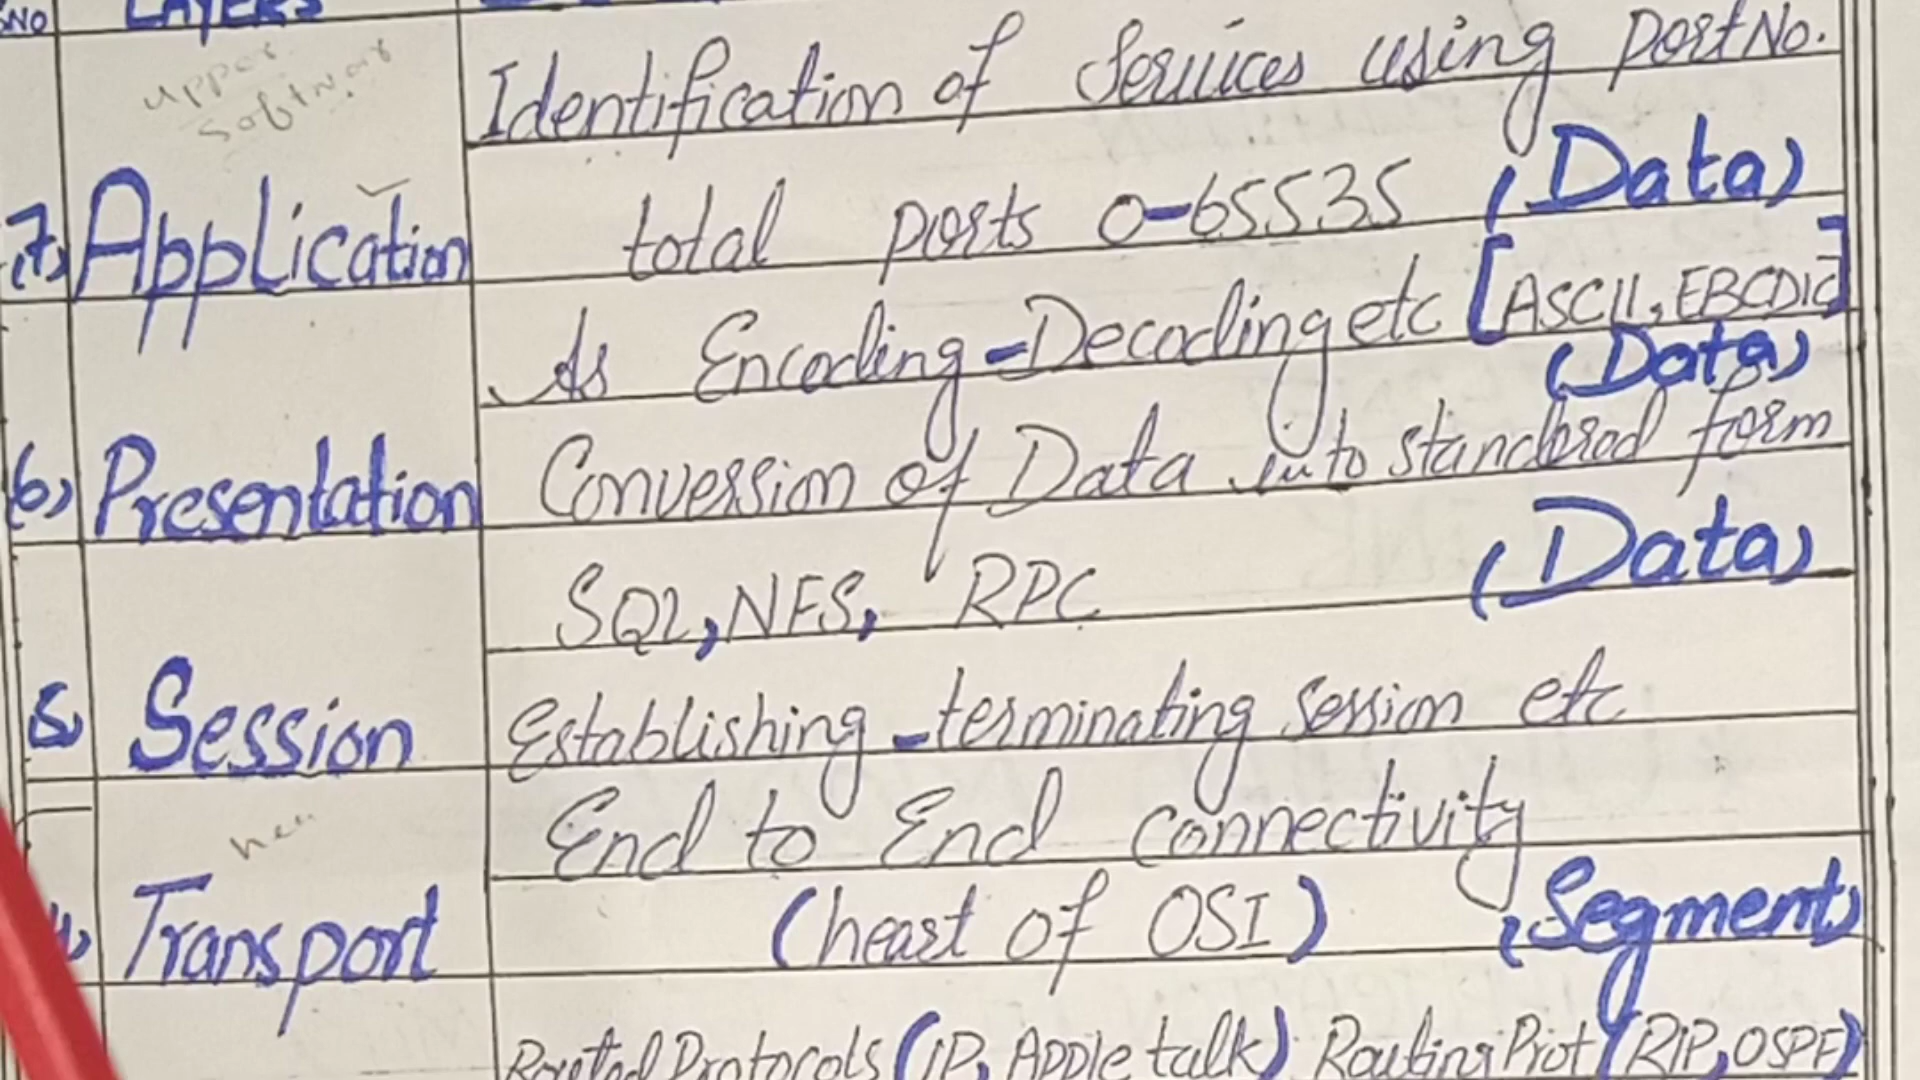 S.NO LAYERS
upper
Software
Identification of Services using port No.
7) Application total ports 0-65535 (Data)
As Encoding-Decoding etc [ASCII, EBCDIC]
(Data)
6) Presentation Conversion of Data into standard form
SQL, NFS, RPC (Data)
5) Session Establishing-terminating session etc
End to End connectivity
4) Transport (heart of OSI) (Segment)
Routed Protocols (IP, Apple talk) Routing Prot (RIP, OSPF)